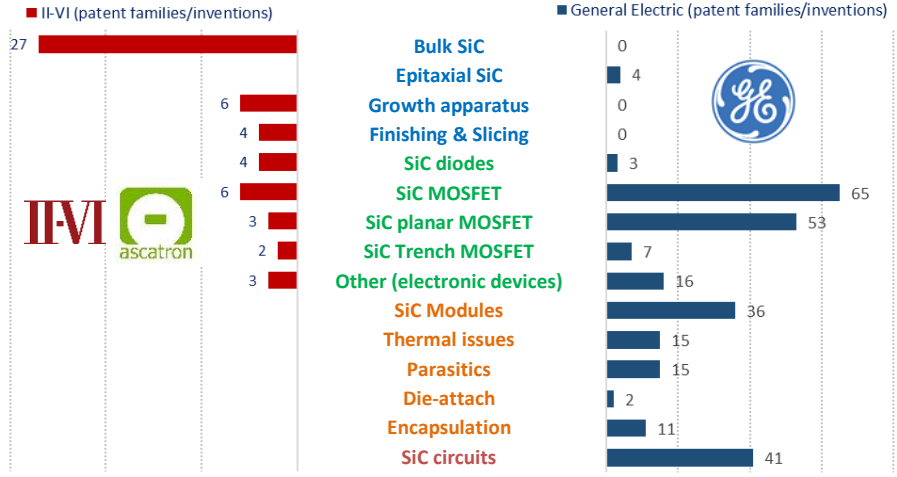 II-VI (patent families/inventions)
General Electric (patent families/inventions)
27 Bulk SiC 0
Epitaxial SiC 4
6 Growth apparatus 0
4 Finishing & Slicing 0
4 SiC diodes 3
6 SiC MOSFET 65
3 SiC planar MOSFET 53
2 SiC Trench MOSFET 7
3 Other (electronic devices) 16
SiC Modules 36
Thermal issues 15
Parasitics 15
Die-attach 2
Encapsulation 11
SiC circuits 41
II-VI
ascatron
GE